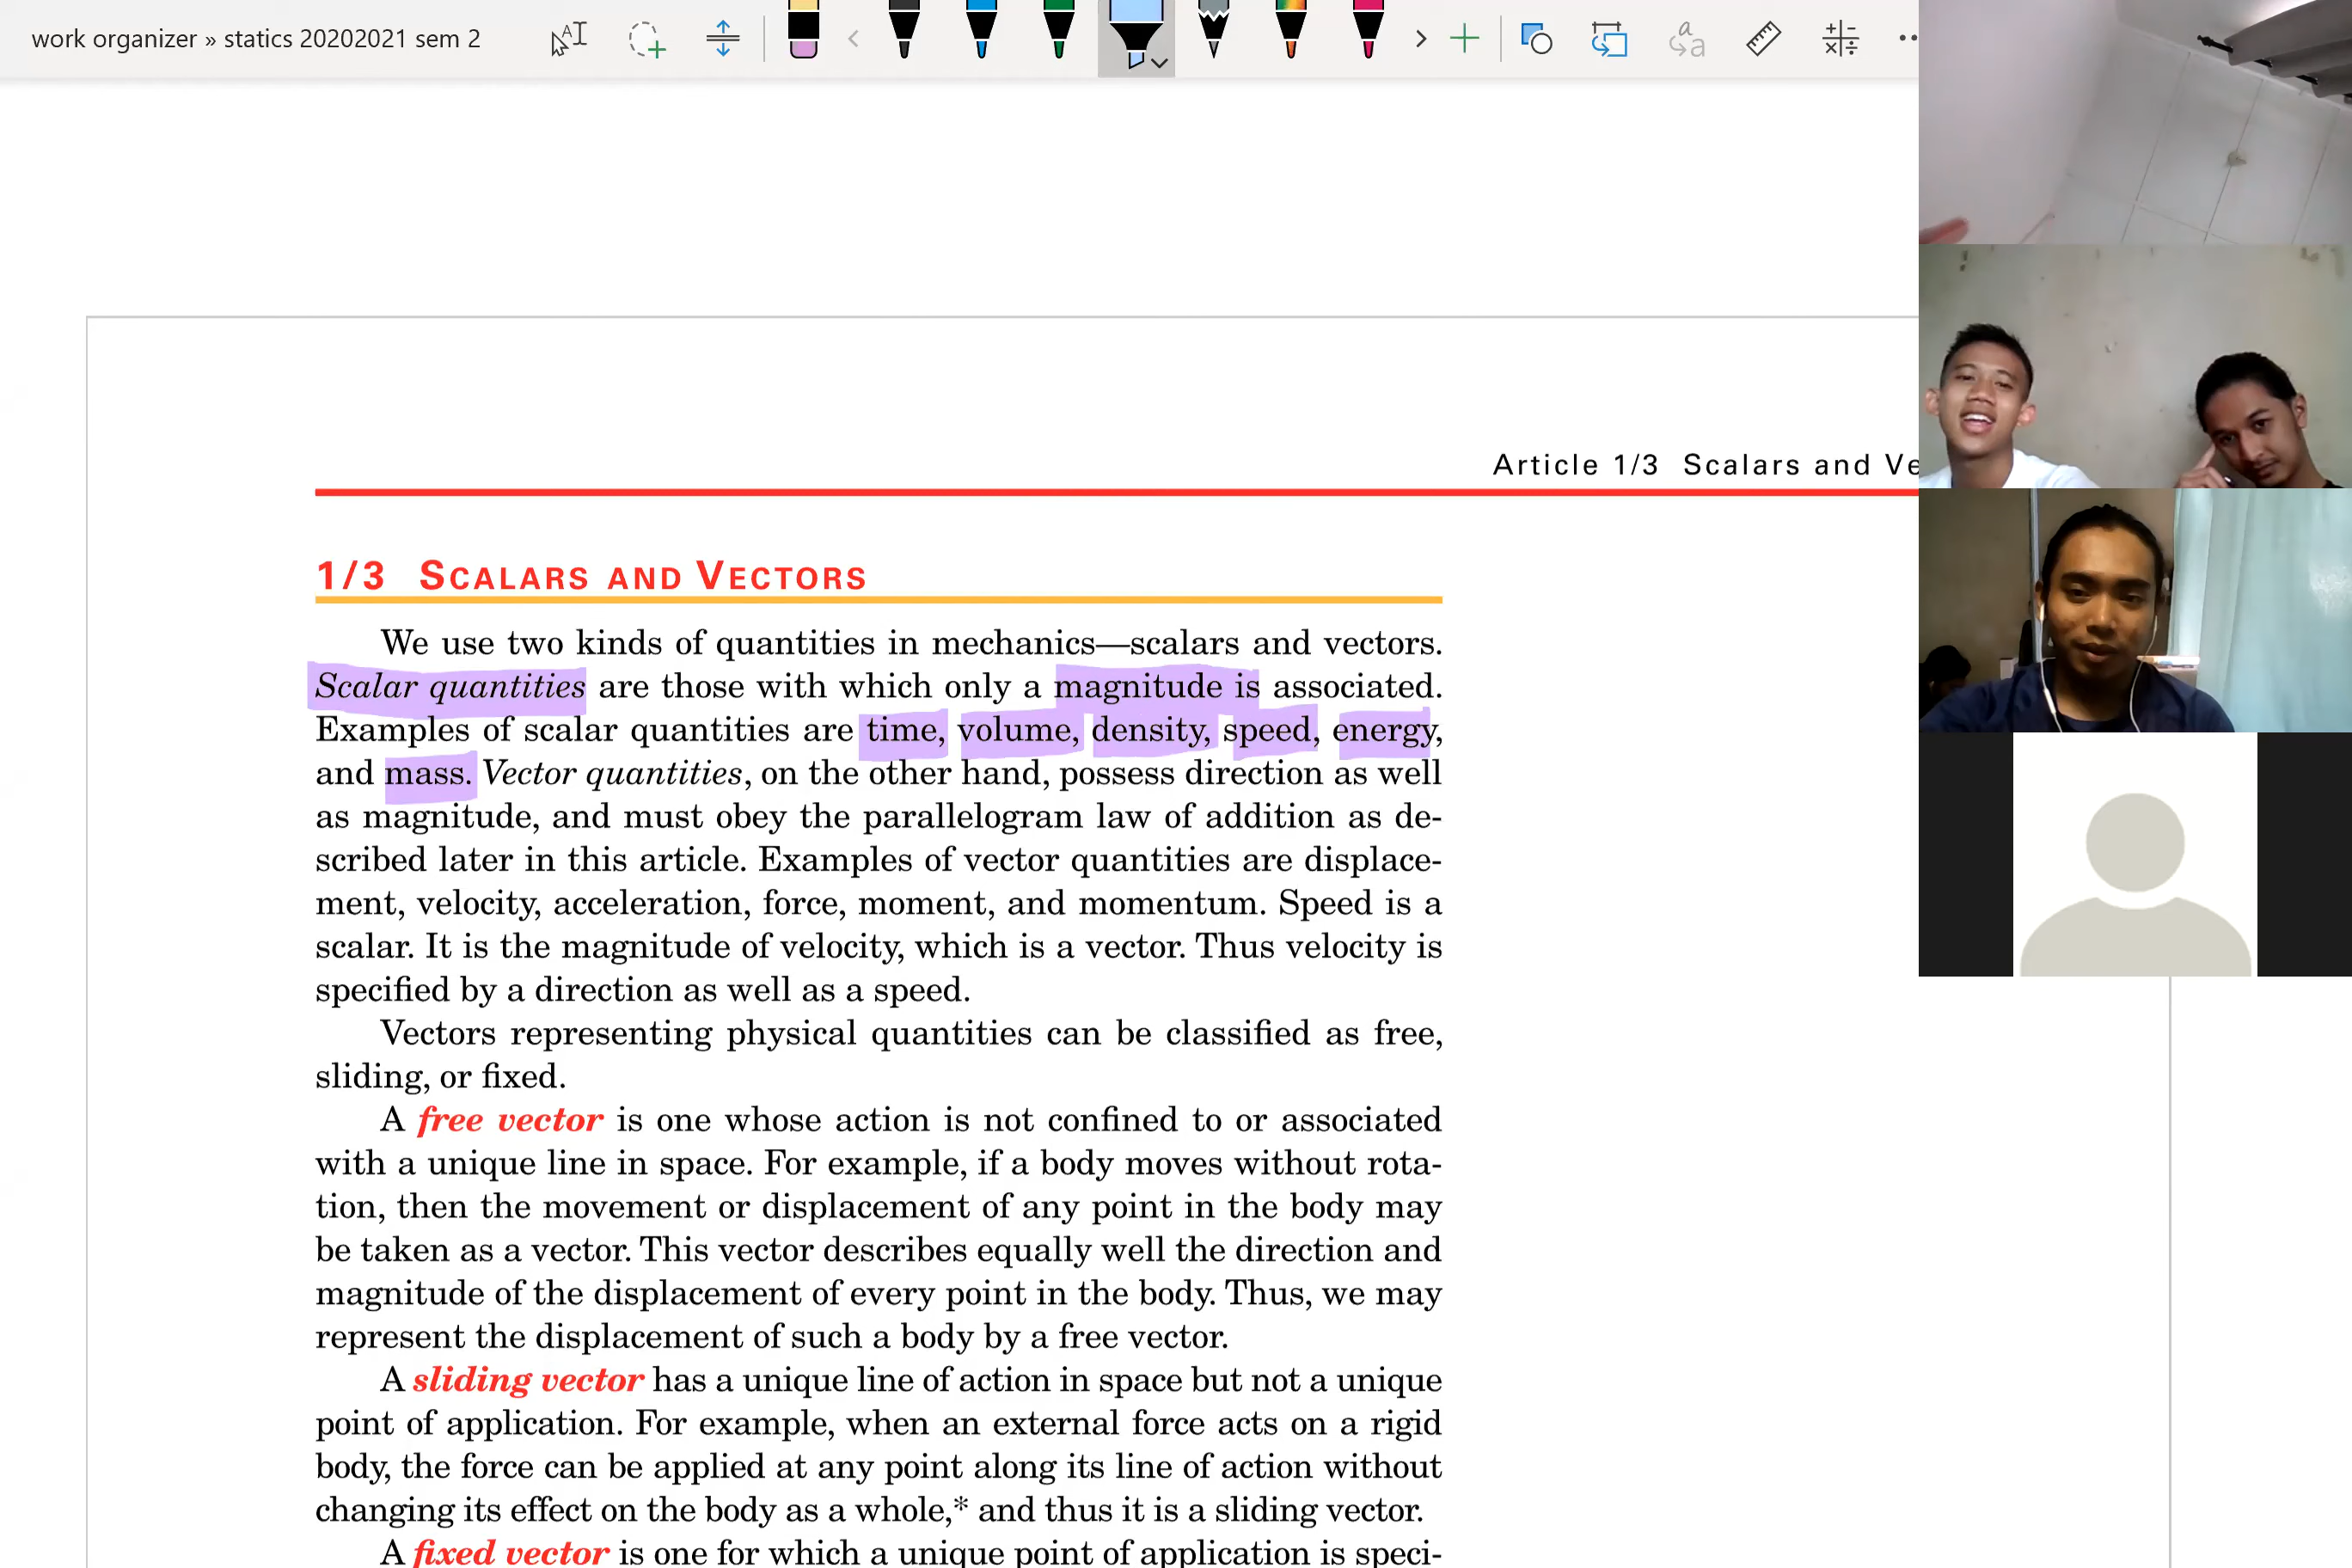 work organizer » statics 20202021 sem 2
Article 1/3 Scalars and Ve
1/3 SCALARS AND VECTORS
We use two kinds of quantities in mechanics—scalars and vectors.
Scalar quantities are those with which only a magnitude is associated.
Examples of scalar quantities are time, volume, density, speed, energy,
and mass. Vector quantities, on the other hand, possess direction as well
as magnitude, and must obey the parallelogram law of addition as de-
scribed later in this article. Examples of vector quantities are displace-
ment, velocity, acceleration, force, moment, and momentum. Speed is a
scalar. It is the magnitude of velocity, which is a vector. Thus velocity is
specified by a direction as well as a speed.
Vectors representing physical quantities can be classified as free,
sliding, or fixed.
A free vector is one whose action is not confined to or associated
with a unique line in space. For example, if a body moves without rota-
tion, then the movement or displacement of any point in the body may
be taken as a vector. This vector describes equally well the direction and
magnitude of the displacement of every point in the body. Thus, we may
represent the displacement of such a body by a free vector.
A sliding vector has a unique line of action in space but not a unique
point of application. For example, when an external force acts on a rigid
body, the force can be applied at any point along its line of action without
changing its effect on the body as a whole,* and thus it is a sliding vector.
A fixed vector is one for which a unique point of application is speci-